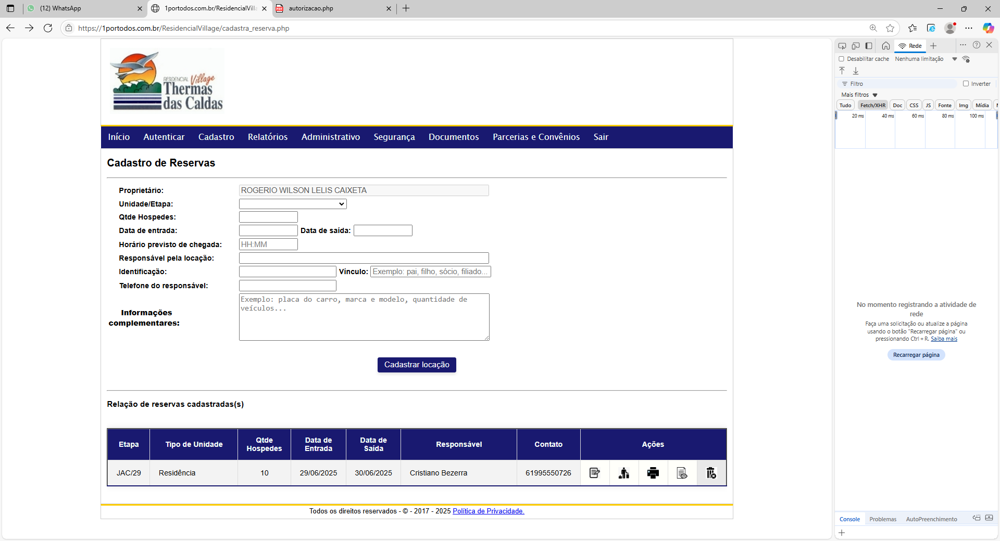 (12) WhatsApp
1portodos.com.br/ResidencialVilla
autorizacao.php
https://1portodos.com.br/ResidencialVillage/cadastra_reserva.php
RESIDENCIAL Village
Thermas
das Caldas
Início Autenticar Cadastro Relatórios Administrativo Segurança Documentos Parcerias e Convênios Sair
Cadastro de Reservas
Proprietário: ROGERIO WILSON LELIS CAIXETA
Unidade/Etapa:
Qtde Hospedes:
Data de entrada: Data de saída:
Horário previsto de chegada: HH:MM
Responsável pela locação:
Identificação: Vínculo: Exemplo: pai, filho, sócio, filiado...
Telefone do responsável:
Exemplo: placa do carro, marca e modelo, quantidade de
veículos...
Informações
complementares:
Cadastrar locação
Relação de reservas cadastradas(s)
Etapa Tipo de Unidade Qtde Hospedes Data de Entrada Data de Saída Responsável Contato Ações
JAC/29 Residência 10 29/06/2025 30/06/2025 Cristiano Bezerra 61995550726
Todos os direitos reservados - © - 2017 - 2025 Política de Privacidade.
Rede
Desabilitar cache Nenhuma limitação
Filtro Inverter
Mais filtros
Tudo Fetch/XHR Doc CSS JS Fonte Img Mídia
20 ms 40 ms 60 ms 80 ms 100 ms
No momento registrando a atividade de
rede
Faça uma solicitação ou atualize a página
usando o botão "Recarregar página" ou
pressionando Ctrl + R. Saiba mais
Recarregar página
Console Problemas AutoPreenchimento